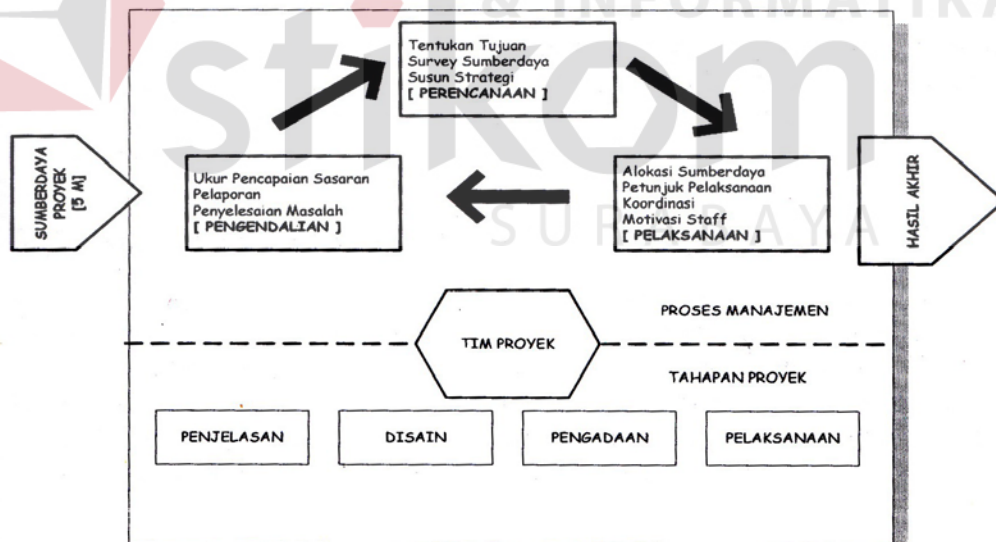 & INFORMATIKA
stikom
SURABAYA
Tentukan Tujuan
Survey Sumberdaya
Susun Strategi
[ PERENCANAAN ]
SUMBERDAYA
PROYEK
[5 M]
Ukur Pencapaian Sasaran
Pelaporan
Penyelesaian Masalah
[ PENGENDALIAN ]
Alokasi Sumberdaya
Petunjuk Pelaksanaan
Koordinasi
Motivasi Staff
[ PELAKSANAAN ]
HASIL AKHIR
PROSES MANAJEMEN
TIM PROYEK
TAHAPAN PROYEK
PENJELASAN
DISAIN
PENGADAAN
PELAKSANAAN